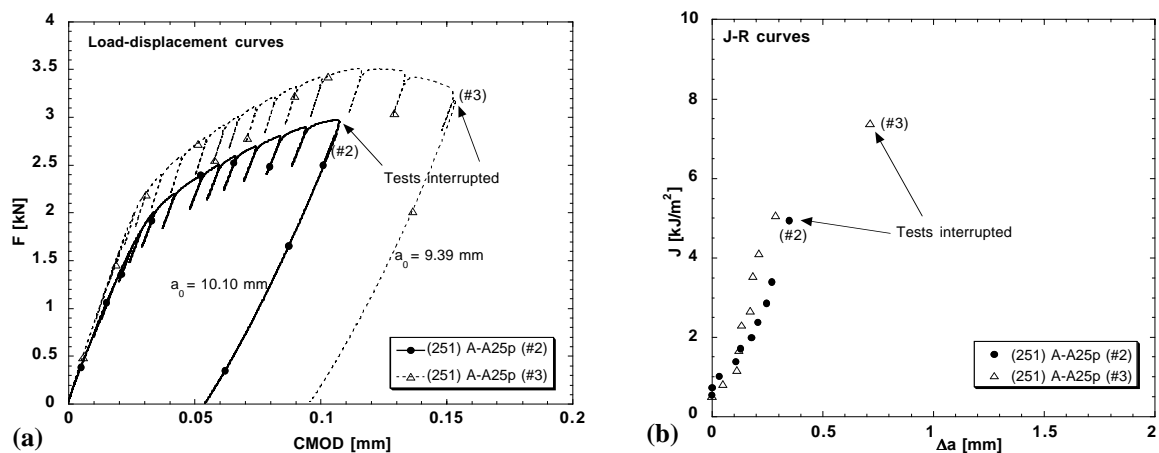 Load-displacement curves
F [kN]
4
3.5
3
2.5
2
1.5
1
0.5
0
(#3)
(#2)
Tests interrupted
a0= 10.10 mm
a0= 9.39 mm
(251) A-A25p (#2)
(251) A-A25p (#3)
0 0.05 0.1 0.15 0.2
CMOD [mm]
(a)
J-R curves
J [kJ/m2]
10
8
6
4
2
0
(#3)
(#2)
Tests interrupted
(251) A-A25p (#2)
(251) A-A25p (#3)
0 0.5 1 1.5 2
Δa [mm]
(b)